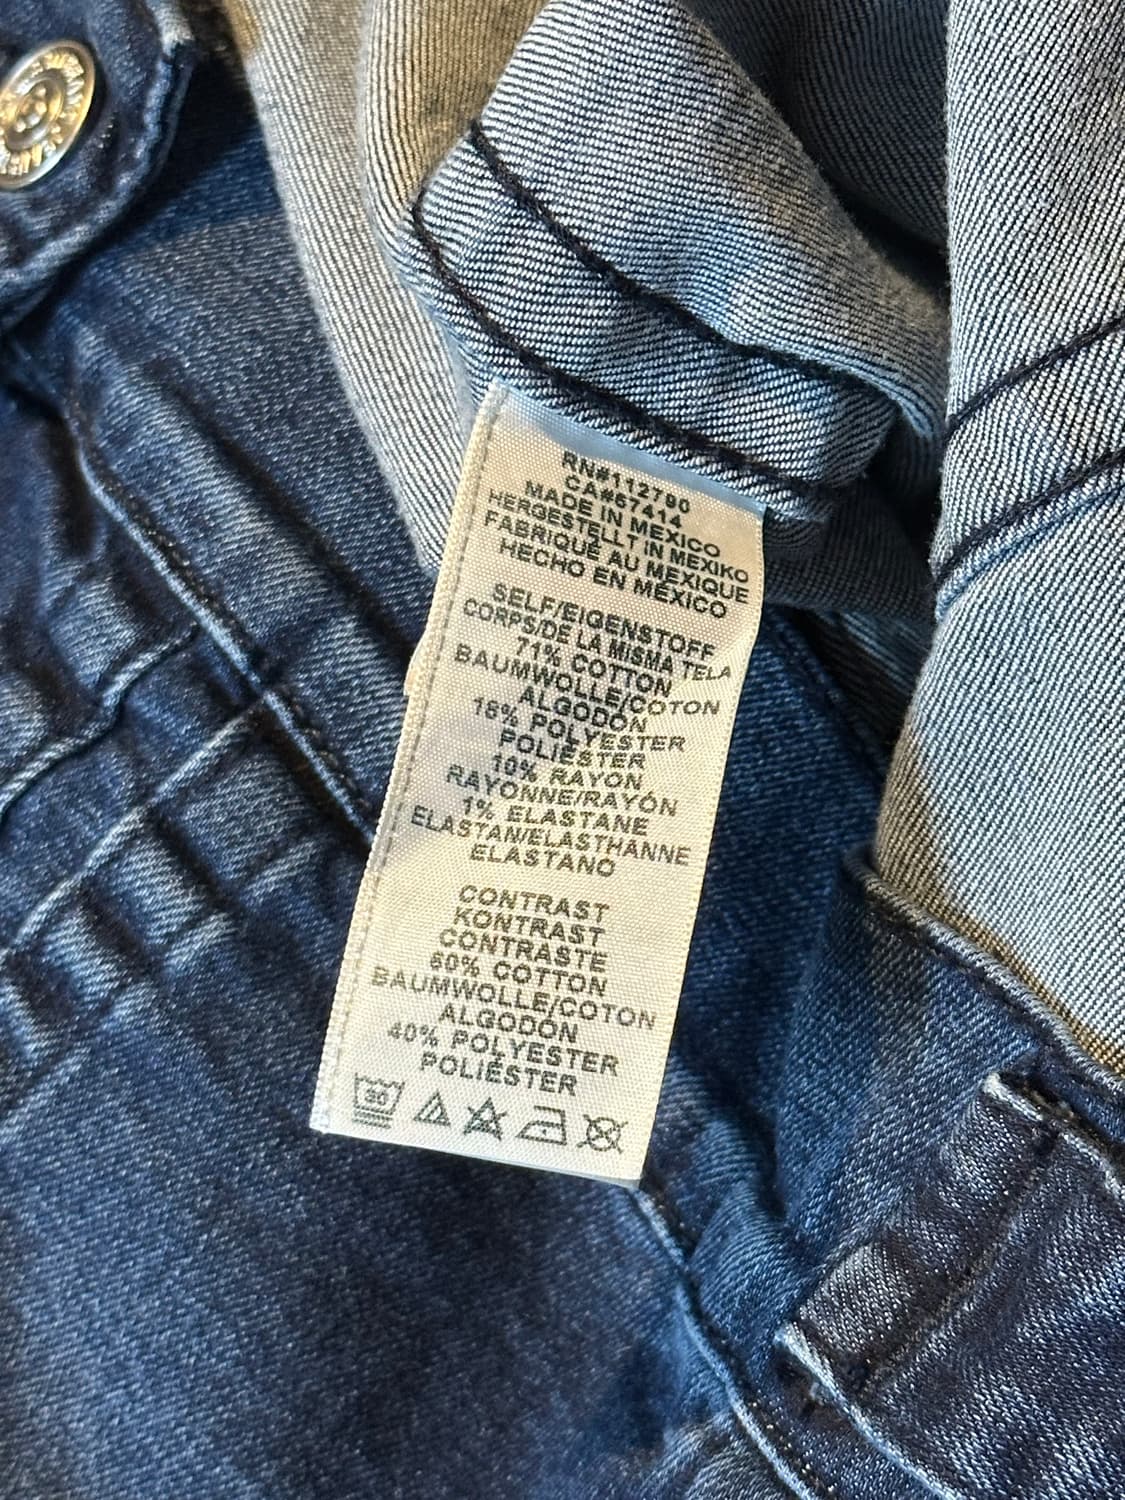 RN#112790
CA#67414
MADE IN MEXICO
HERGESTELLT IN MEXIKO
FABRIQUÉ AU MEXIQUE
HECHO EN MÉXICO
SELF/EIGENSTOFF
CORPS/DE LA MISMA TELA
71% COTTON
BAUMWOLLE/COTON
ALGODÓN
18% POLYESTER
POLIÉSTER
10% RAYON
RAYONNE/RAYÓN
1% ELASTANE
ELASTAN/ELASTHANNE
ELASTANO
CONTRAST
KONTRAST
CONTRASTE
60% COTTON
BAUMWOLLE/COTON
ALGODÓN
40% POLYESTER
POLIÉSTER
30